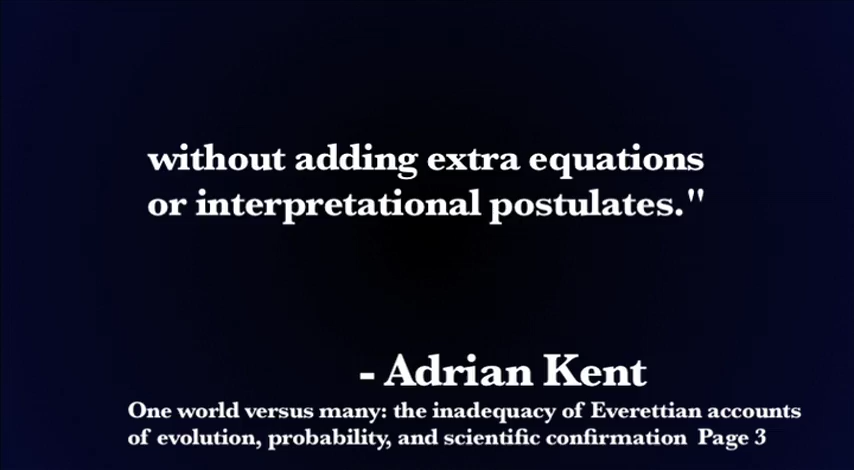 without adding extra equations
or interpretational postulates."
- Adrian Kent
One world versus many: the inadequacy of Everettian accounts
of evolution, probability, and scientific confirmation Page 3